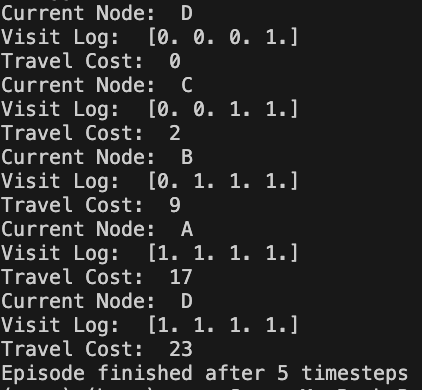 Current Node:  D
Visit Log:  [0. 0. 0. 1.]
Travel Cost:  0
Current Node:  C
Visit Log:  [0. 0. 1. 1.]
Travel Cost:  2
Current Node:  B
Visit Log:  [0. 1. 1. 1.]
Travel Cost:  9
Current Node:  A
Visit Log:  [1. 1. 1. 1.]
Travel Cost:  17
Current Node:  D
Visit Log:  [1. 1. 1. 1.]
Travel Cost:  23
Episode finished after 5 timesteps